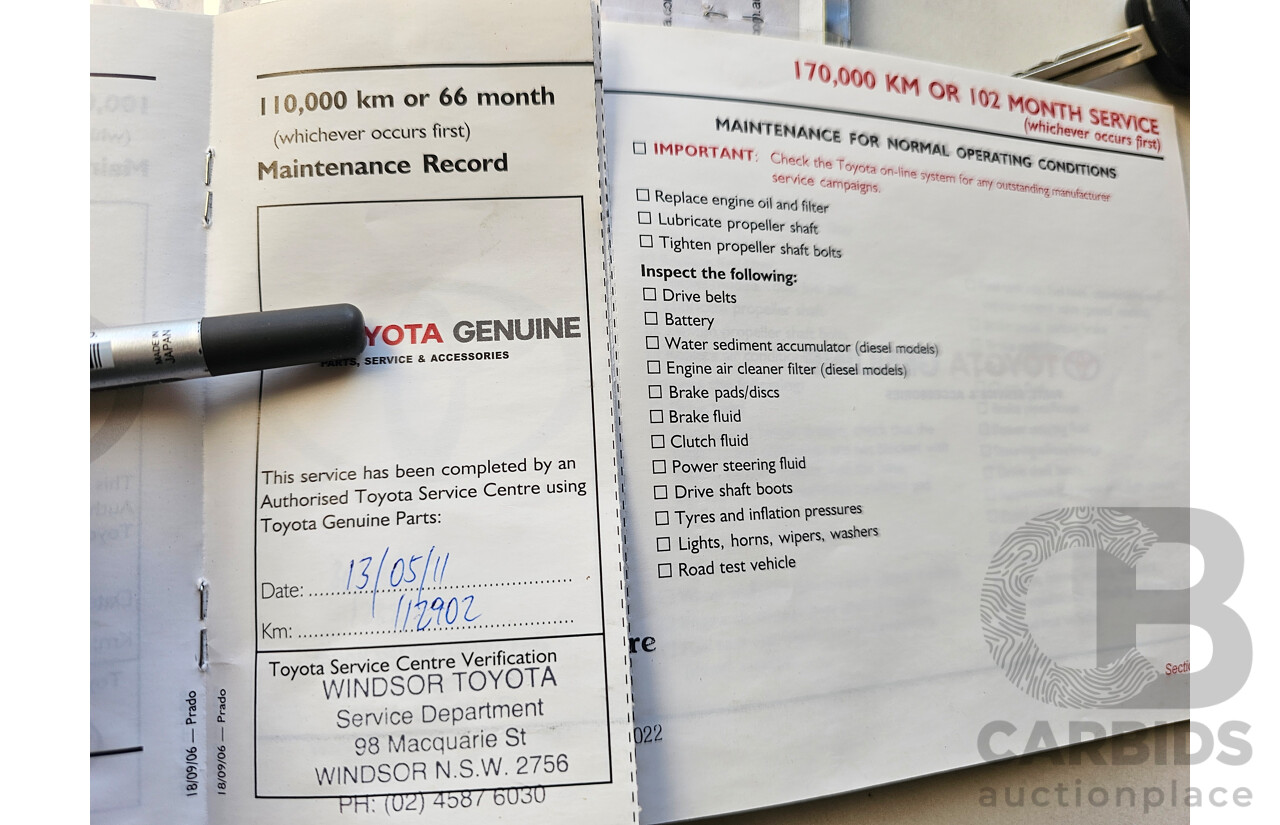 110,000 km or 66 month
(whichever occurs first)
Maintenance Record
YOTA GENUINE
PARTS, SERVICE & ACCESSORIES
This service has been completed by an
Authorised Toyota Service Centre using
Toyota Genuine Parts:
Date: 13/05/11
Km: 112902
Toyota Service Centre Verification
WINDSOR TOYOTA
Service Department
98 Macquarie St
WINDSOR N.S.W. 2756
PH: (02) 4587 6030
18/09/06 — Prado
18/09/06 — Prado
MADE IN
JAPAN
170,000 KM OR 102 MONTH SERVICE
(whichever occurs first)
MAINTENANCE FOR NORMAL OPERATING CONDITIONS
IMPORTANT: Check the Toyota on-line system for any outstanding manufacturer
service campaigns.
Replace engine oil and filter
Lubricate propeller shaft
Tighten propeller shaft bolts
Inspect the following:
Drive belts
Battery
Water sediment accumulator (diesel models)
Engine air cleaner filter (diesel models)
Brake pads/discs
Brake fluid
Clutch fluid
Power steering fluid
Drive shaft boots
Tyres and inflation pressures
Lights, horns, wipers, washers
Road test vehicle
re
022
Secti
CB
CARBIDS
auctionplace